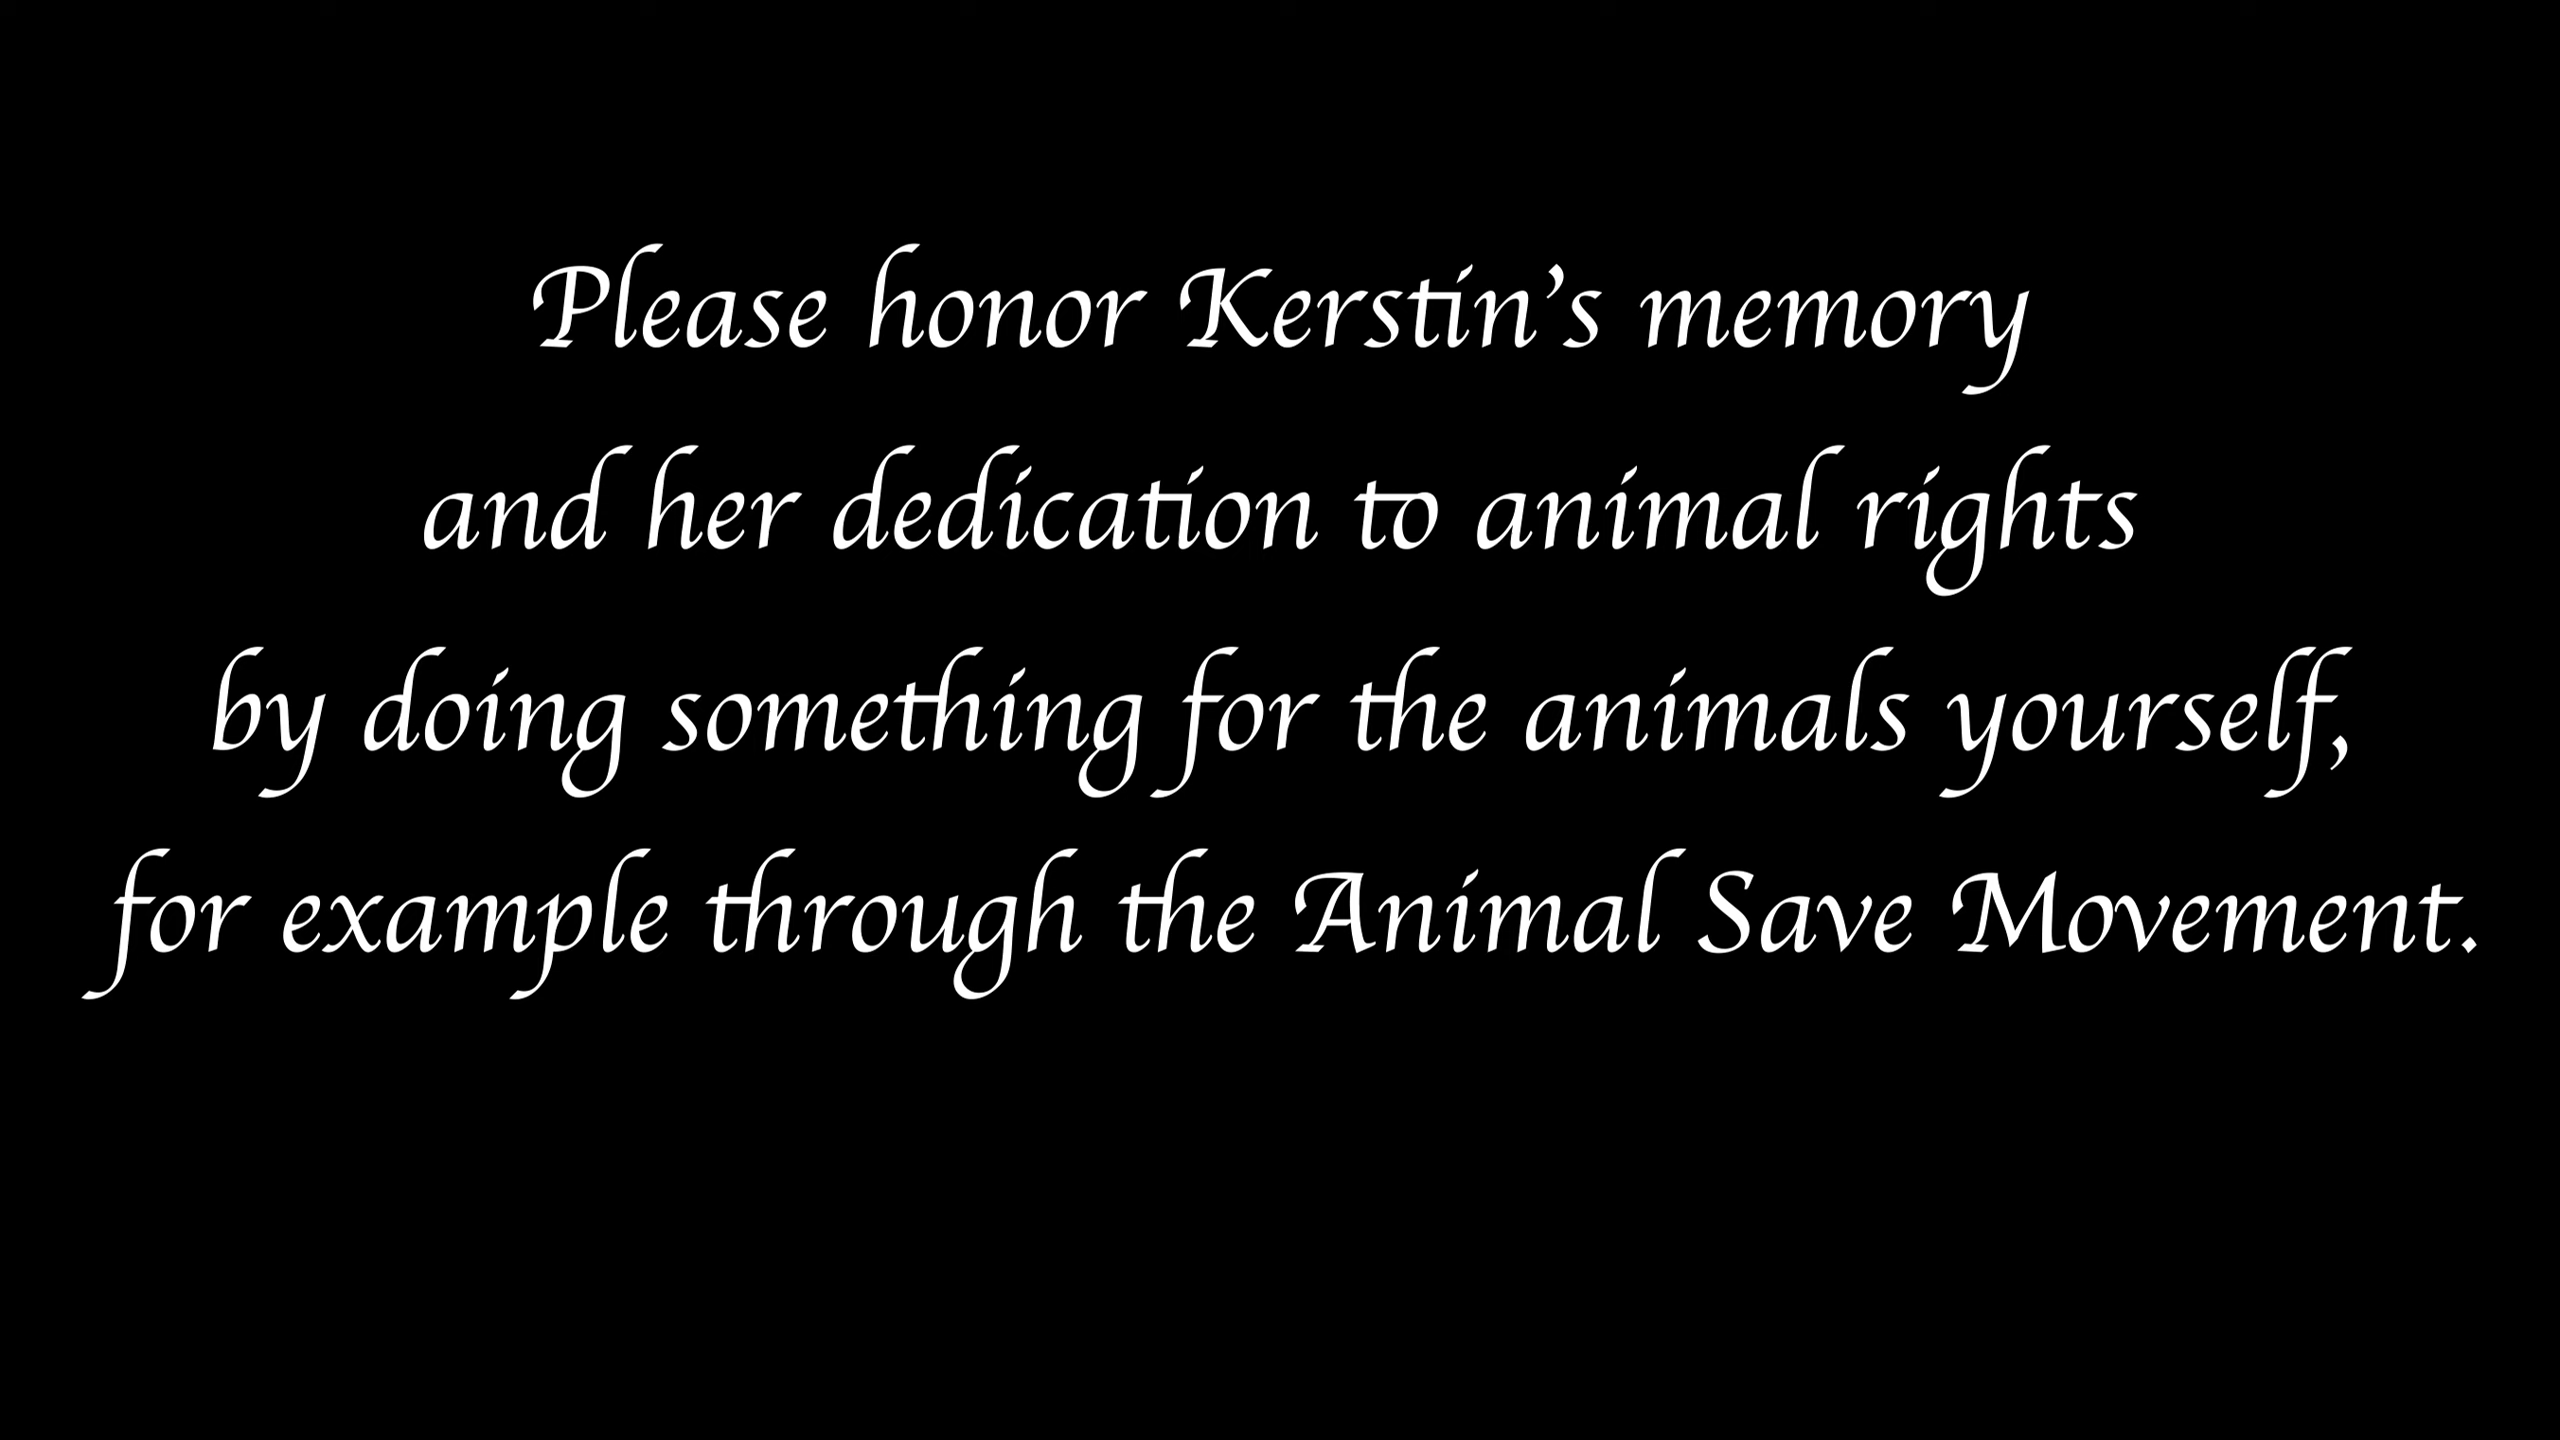 Please honor Kerstin’s memory
and her dedication to animal rights
by doing something for the animals yourself,
for example through the Animal Save Movement.